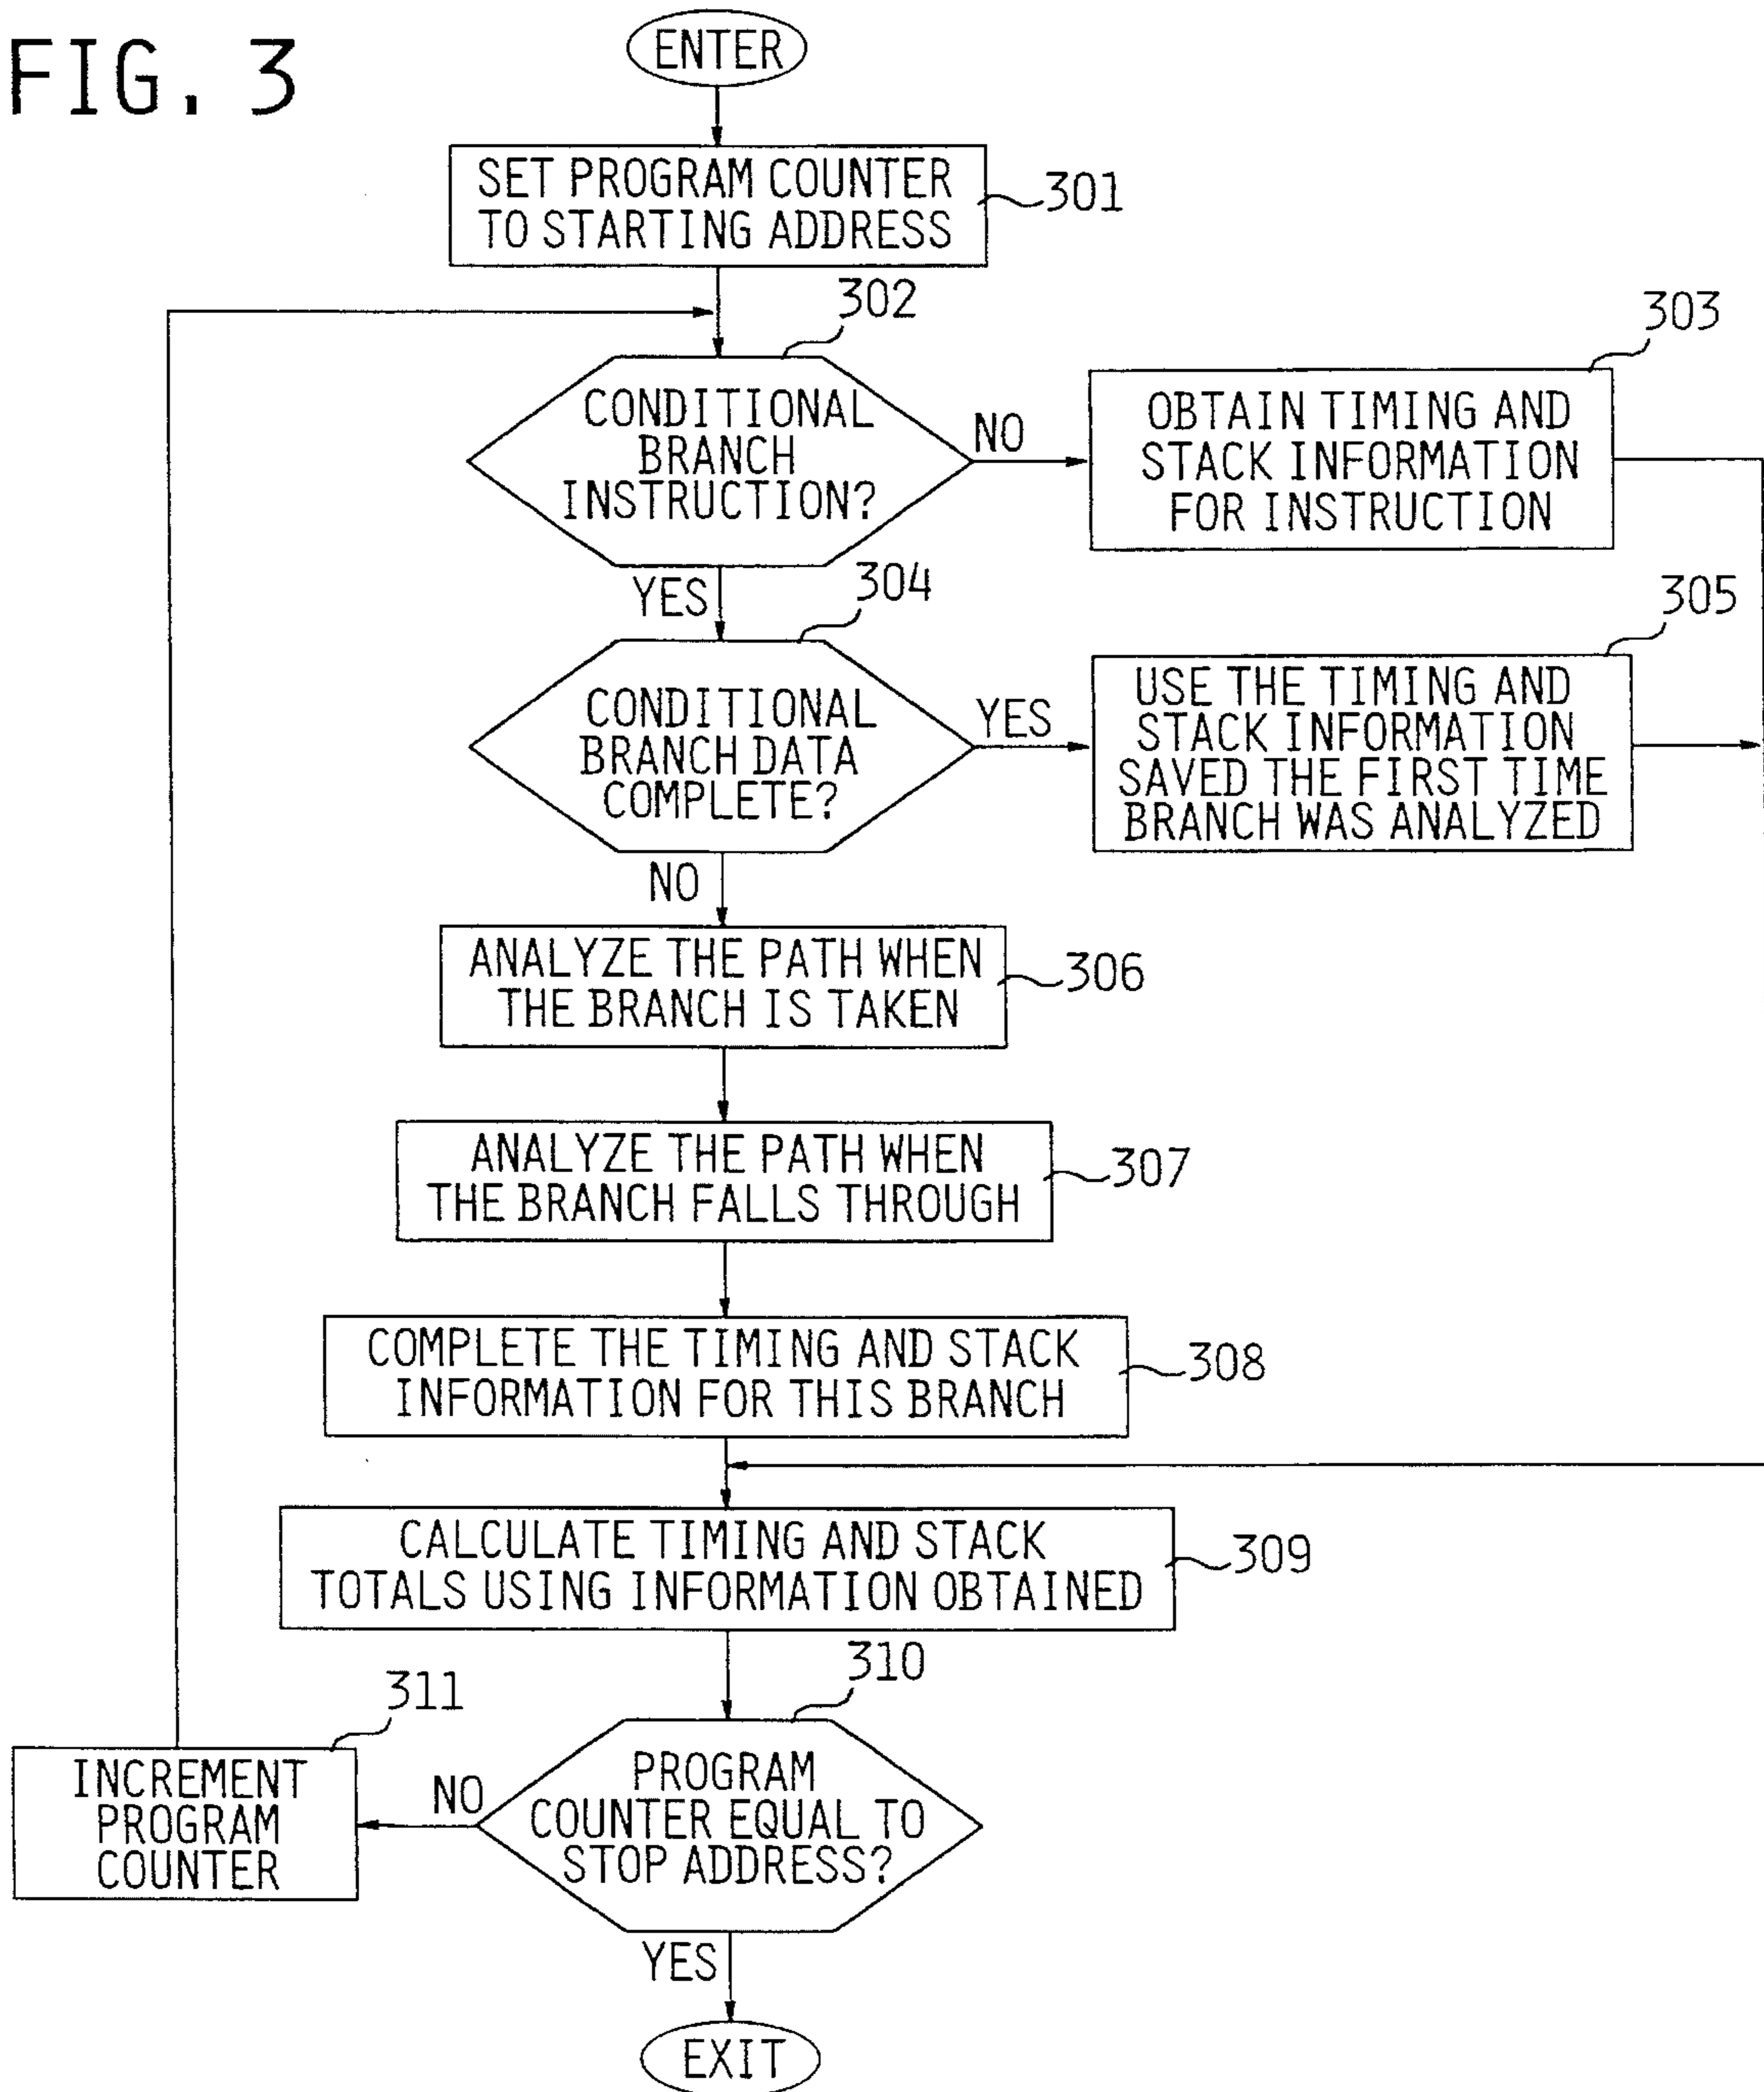 FIG. 3
ENTER
SET PROGRAM COUNTER
TO STARTING ADDRESS
301
302
CONDITIONAL
BRANCH
INSTRUCTION?
NO
303
OBTAIN TIMING AND
STACK INFORMATION
FOR INSTRUCTION
YES
304
CONDITIONAL
BRANCH DATA
COMPLETE?
YES
305
USE THE TIMING AND
STACK INFORMATION
SAVED THE FIRST TIME
BRANCH WAS ANALYZED
NO
ANALYZE THE PATH WHEN
THE BRANCH IS TAKEN
306
ANALYZE THE PATH WHEN
THE BRANCH FALLS THROUGH
307
COMPLETE THE TIMING AND STACK
INFORMATION FOR THIS BRANCH
308
CALCULATE TIMING AND STACK
TOTALS USING INFORMATION OBTAINED
309
310
PROGRAM
COUNTER EQUAL TO
STOP ADDRESS?
NO
311
INCREMENT
PROGRAM
COUNTER
YES
EXIT